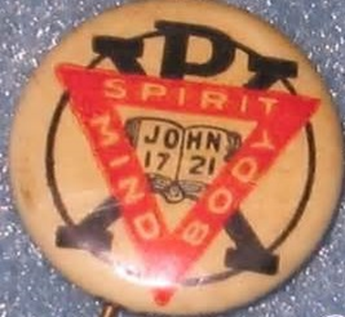 P
X
SPIRIT
MIND
BODY
JOHN
17 21